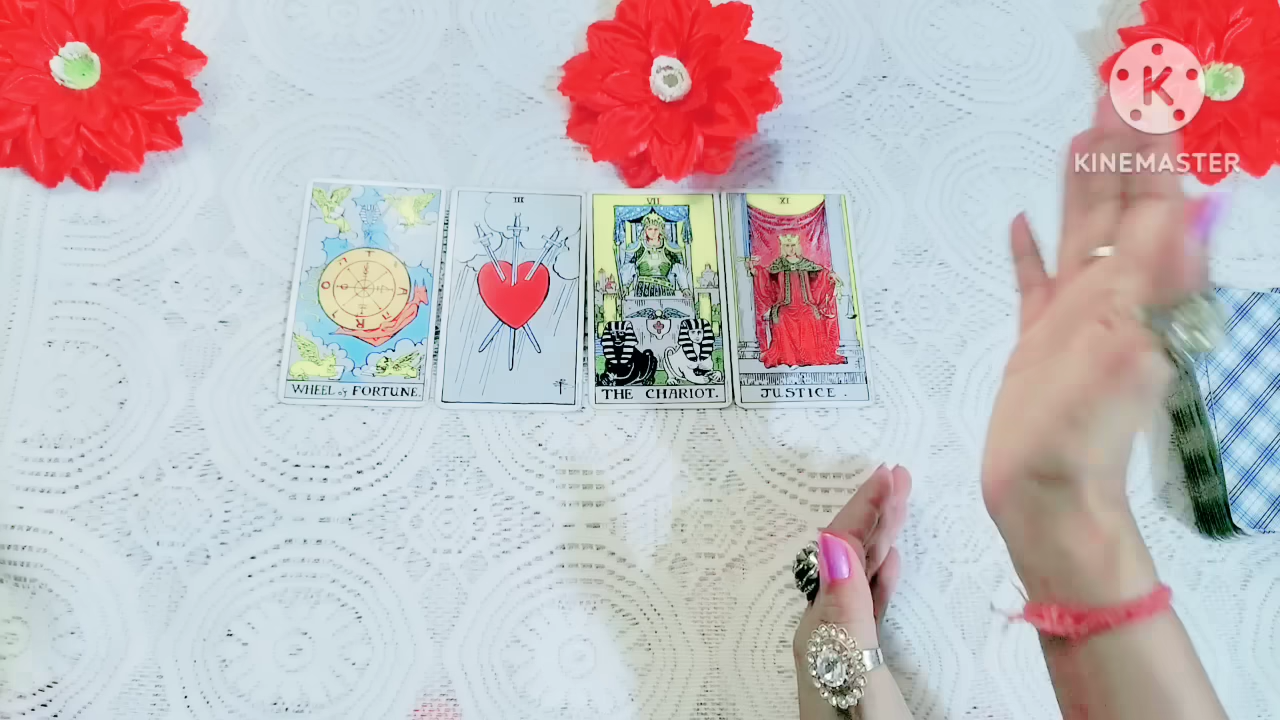 K
KINEMASTER
III
VII
XI
WHEEL of FORTUNE.
THE CHARIOT.
JUSTICE.